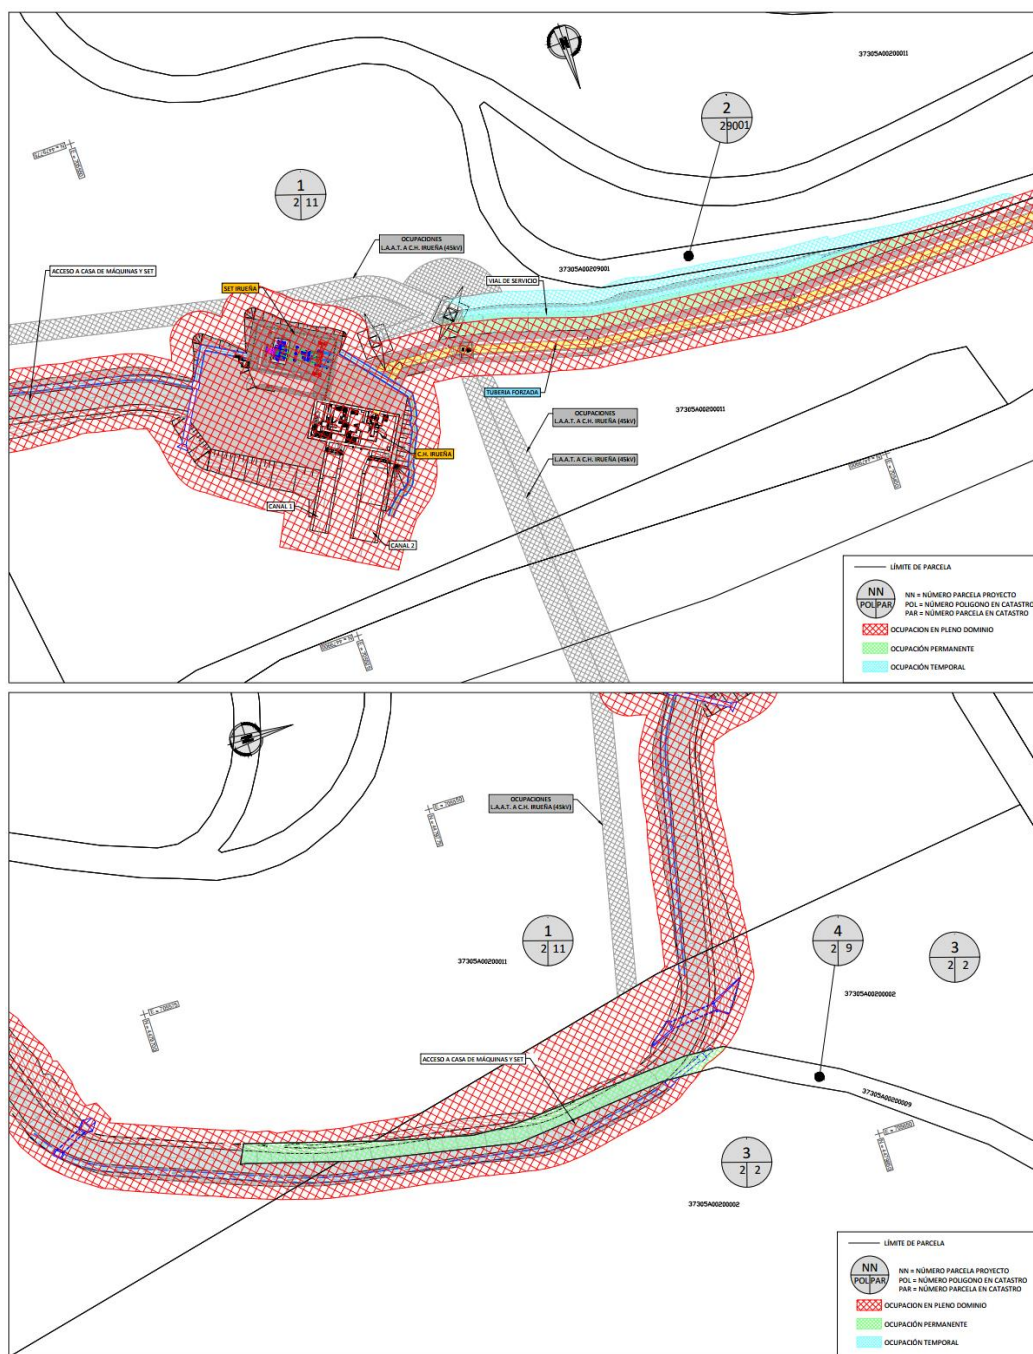 37305A00200011
2
29001
1
2 11
OCUPACIONES
L.A.A.T. A C.H. IRUEÑA (45kV)
ACCESO A CASA DE MÁQUINAS Y SET
37305A00209001
SET IRUEÑA
VIAL DE SERVICIO
TUBERIA FORZADA
OCUPACIONES
L.A.A.T. A C.H. IRUEÑA (45kV)
37305A00200011
C.H. IRUEÑA
L.A.A.T. A C.H. IRUEÑA (45kV)
CANAL 1
CANAL 2
LÍMITE DE PARCELA
NN
POL PAR
NN = NÚMERO PARCELA PROYECTO
POL = NÚMERO POLIGONO EN CATASTRO
PAR = NÚMERO PARCELA EN CATASTRO
OCUPACION EN PLENO DOMINIO
OCUPACIÓN PERMANENTE
OCUPACIÓN TEMPORAL
OCUPACIONES
L.A.A.T. A C.H. IRUEÑA (45kV)
1
2 11
37305A00200011
4
2 9
3
2 2
37305A00200002
ACCESO A CASA DE MÁQUINAS Y SET
37305A00200009
3
2 2
37305A00200002
LÍMITE DE PARCELA
NN
POL PAR
NN = NÚMERO PARCELA PROYECTO
POL = NÚMERO POLIGONO EN CATASTRO
PAR = NÚMERO PARCELA EN CATASTRO
OCUPACION EN PLENO DOMINIO
OCUPACIÓN PERMANENTE
OCUPACIÓN TEMPORAL